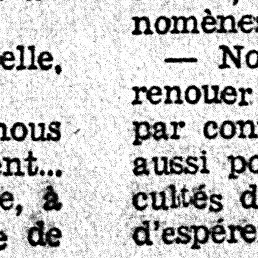 elle.
nous
ent...
e, à
e de
nomènes
— No
renouer
par con
aussi po
cultés d
d'espére